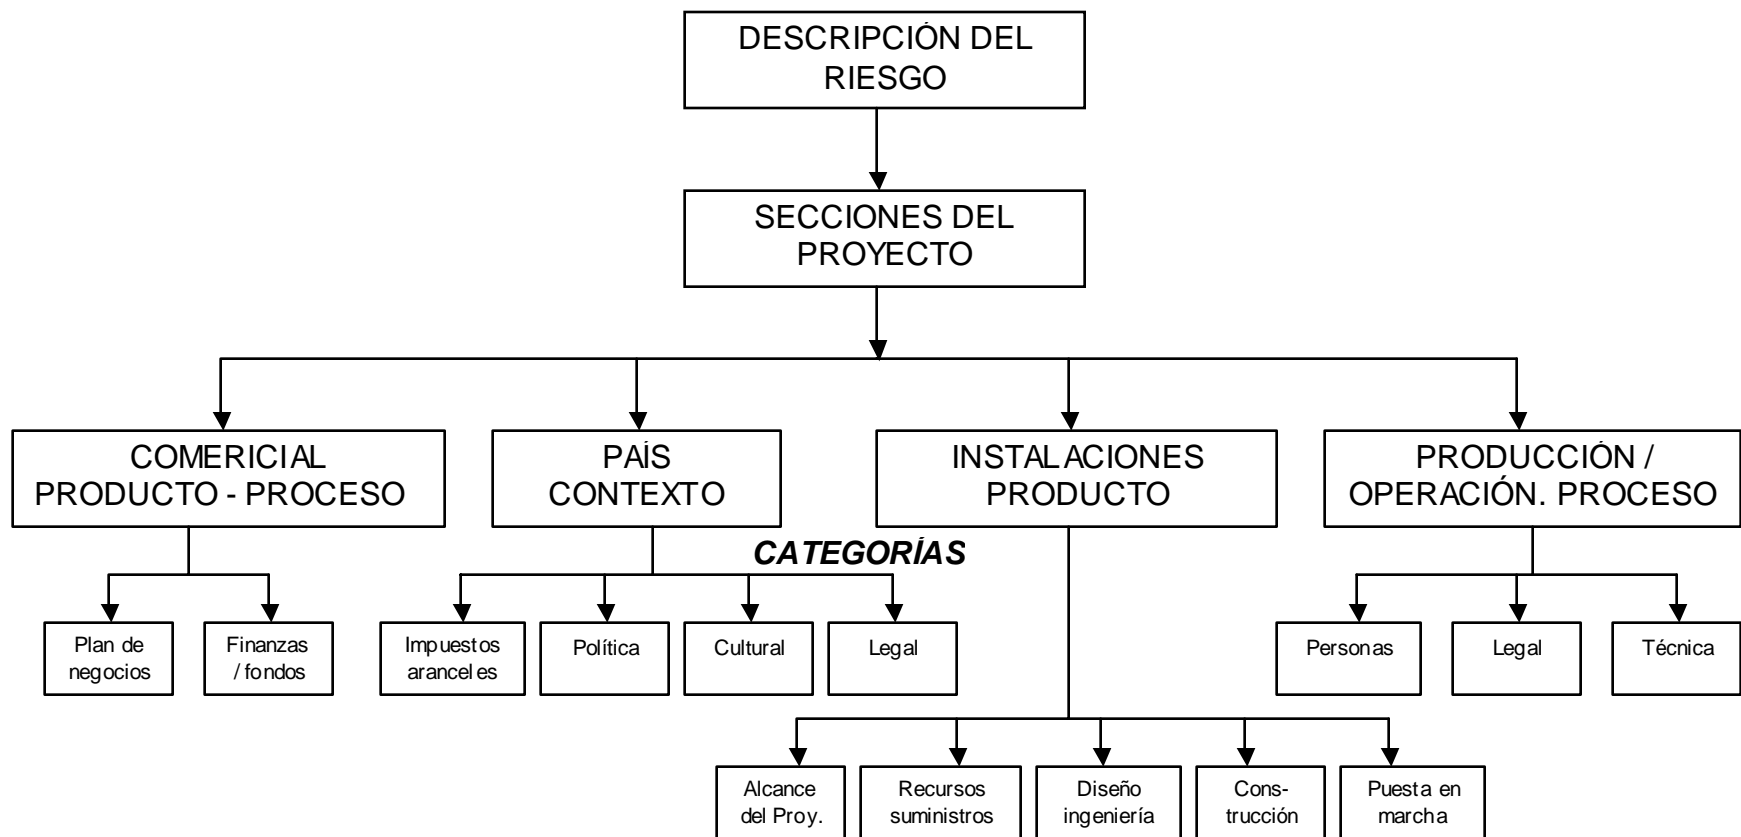 DESCRIPCIÓN DEL
RIESGO
SECCIONES DEL
PROYECTO
COMERICIAL
PRODUCTO - PROCESO
PAÍS
CONTEXTO
INSTALACIONES
PRODUCTO
PRODUCCIÓN /
OPERACIÓN. PROCESO
CATEGORÍAS
Plan de
negocios
Finanzas
/ fondos
Impuestos
aranceles
Política
Cultural
Legal
Personas
Legal
Técnica
Alcance
del Proy.
Recursos
suministros
Diseño
ingeniería
Cons-
trucción
Puesta en
marcha